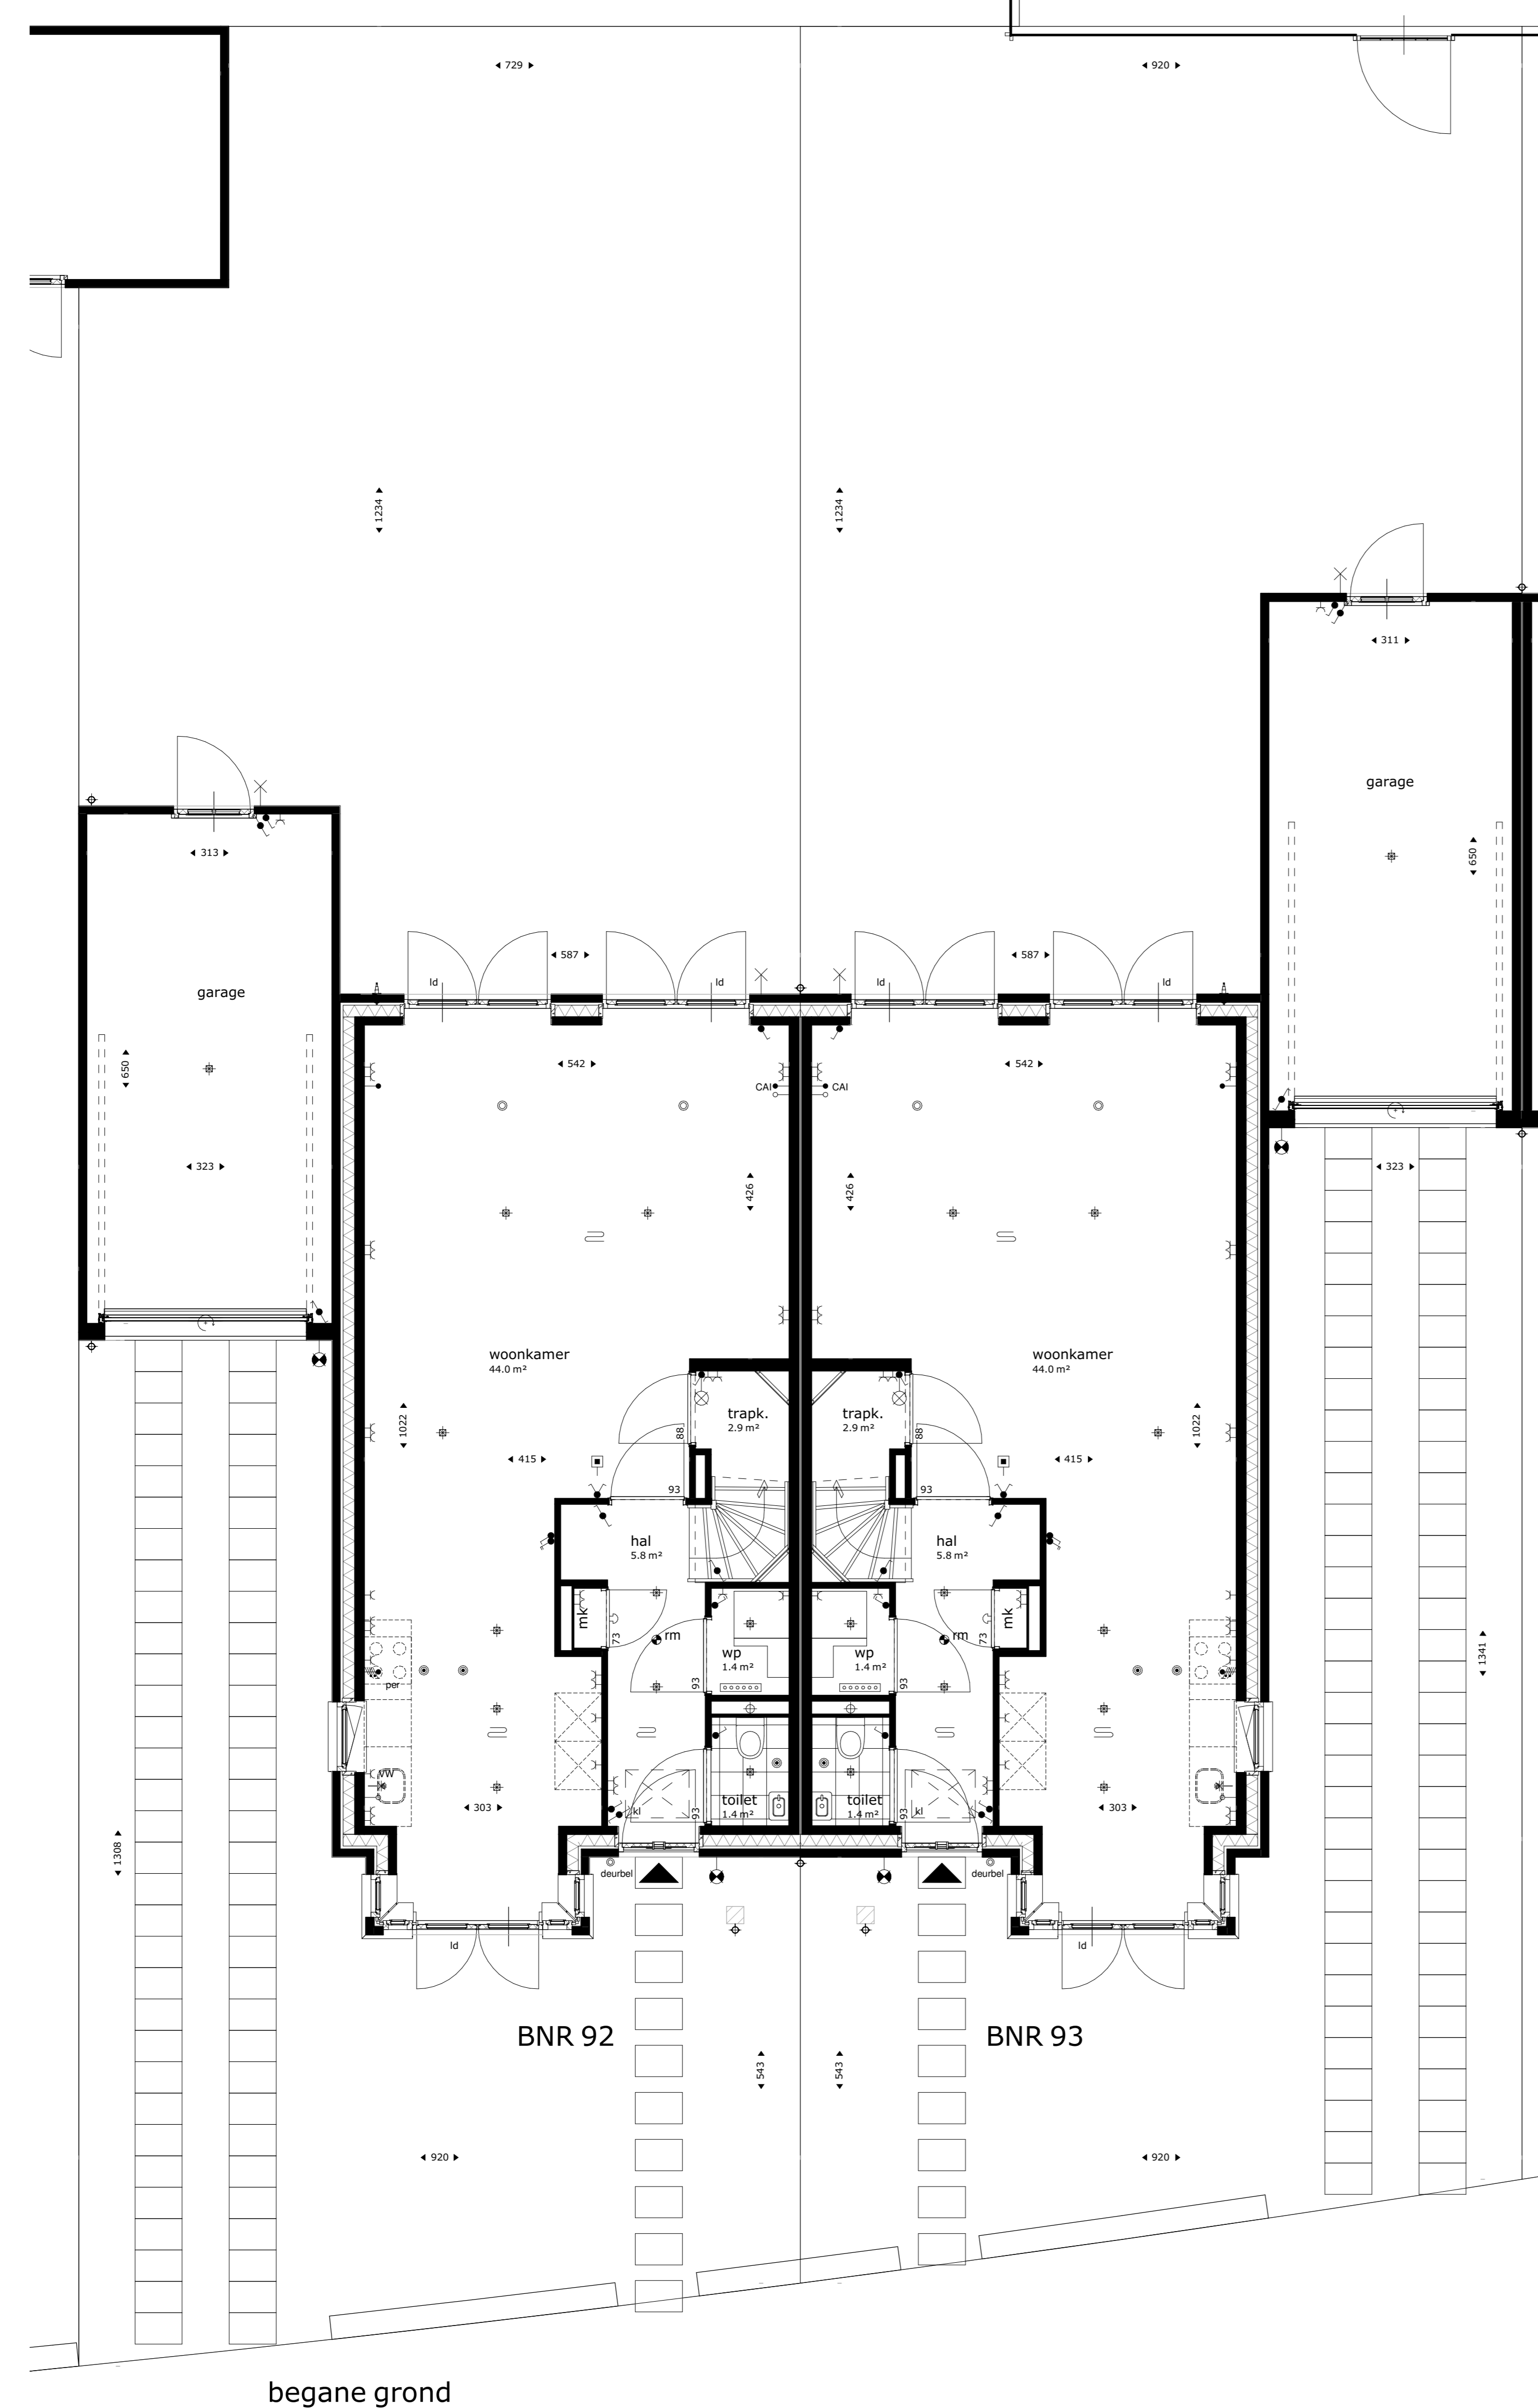 729
920
1234
1234
311
garage
650
313
garage
650
323
587
587
ld
ld
ld
ld
542
542
CAI
CAI
323
426
426
woonkamer
44.0 m²
woonkamer
44.0 m²
trapk.
2.9 m²
trapk.
2.9 m²
1022
88
88
1022
415
415
93
93
hal
5.8 m²
hal
5.8 m²
mk
mk
73
rm
rm
73
wp
1.4 m²
wp
1.4 m²
93
93
per
1341
vw
toilet
1.4 m²
toilet
1.4 m²
303
kl
93
93
kl
303
1308
deurbel
deurbel
ld
ld
BNR 92
BNR 93
543
543
920
920
begane grond